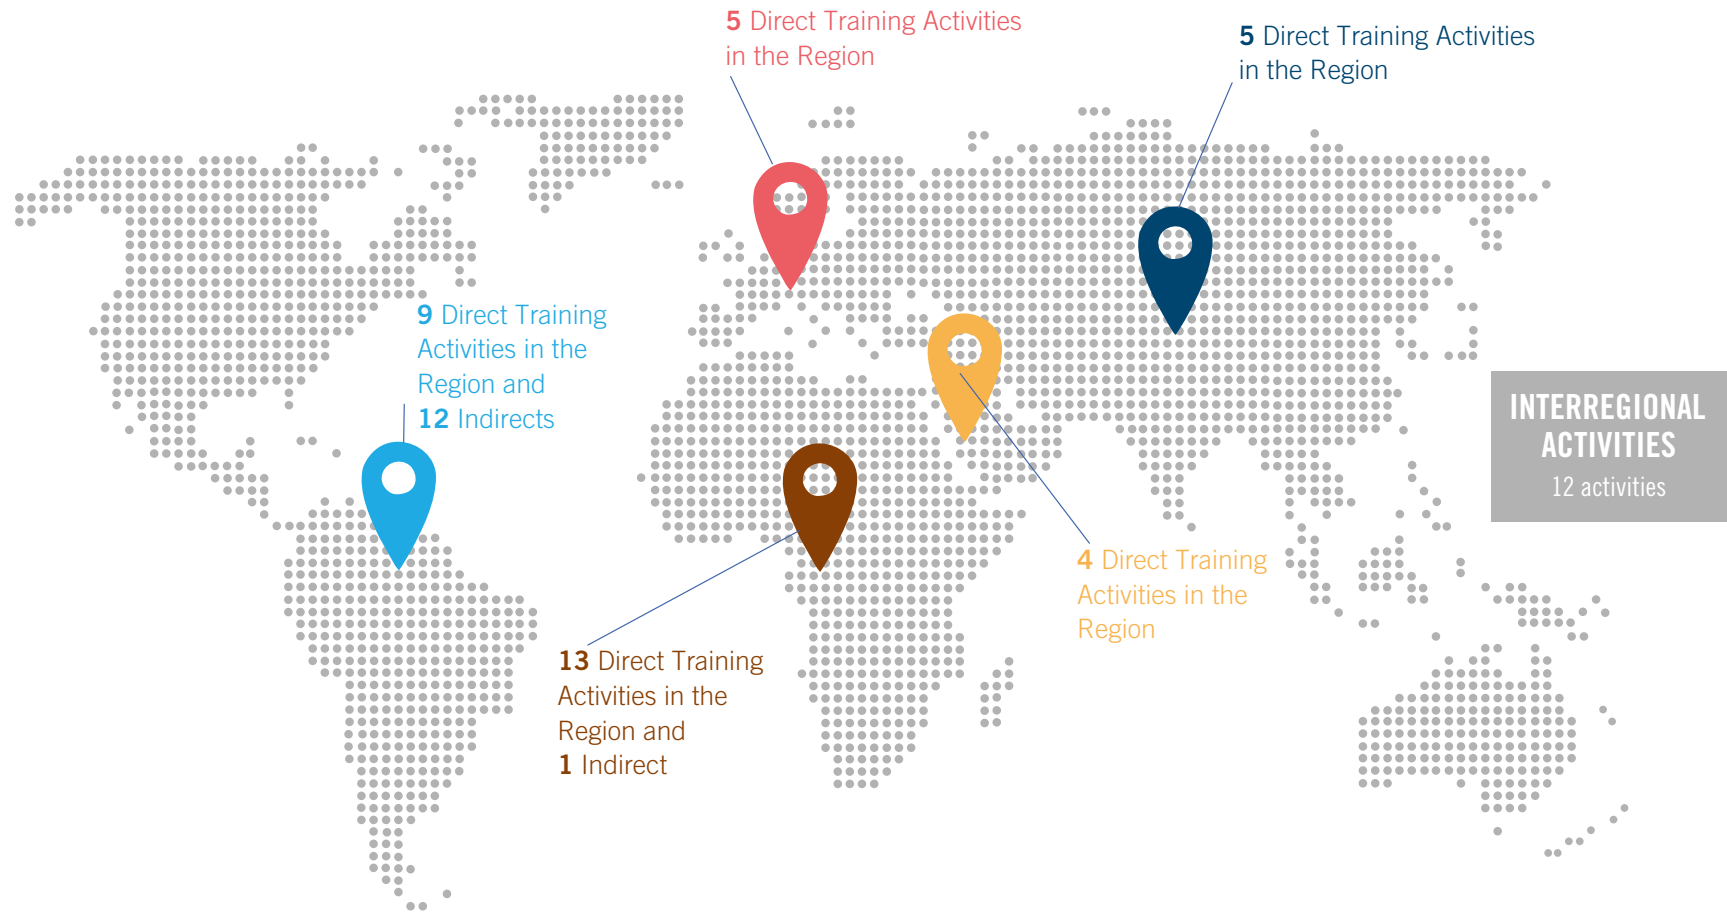 5 Direct Training Activities
in the Region
5 Direct Training Activities
in the Region
9 Direct Training
Activities in the
Region and
12 Indirects
INTERREGIONAL
ACTIVITIES
12 activities
4 Direct Training
Activities in the
Region
13 Direct Training
Activities in the
Region and
1 Indirect